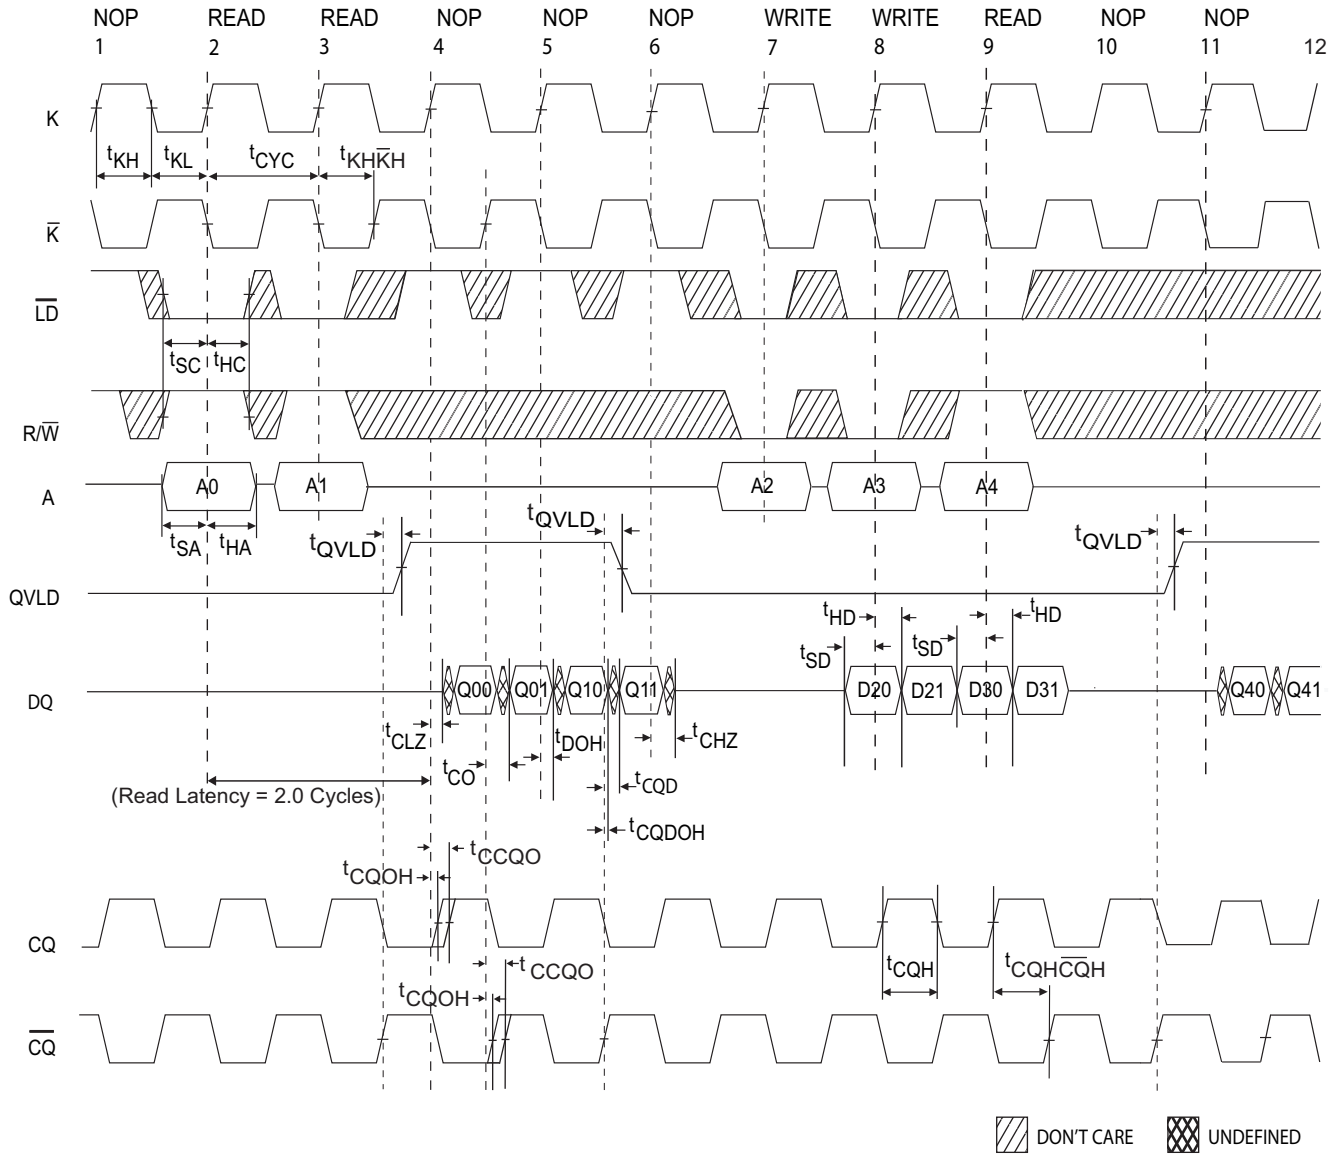 NOP READ READ NOP NOP NOP WRITE WRITE READ NOP NOP
1 2 3 4 5 6 7 8 9 10 11 12
K
tKH tKL tCYC tKHK̅H
K̅
L̅D̅
tSC tHC
R/W̅
A A0 A1 A2 A3 A4
tSA tHA tQVLD tQVLD tQVLD
QVLD
tHD tHD
tSD tSD
DQ Q00 Q01 Q10 Q11 D20 D21 D30 D31 Q40 Q41
tCLZ tDOH tCHZ
tCO tCQD
(Read Latency = 2.0 Cycles)
tCQDOH
tCCQO
tCQOH
CQ
tCQH tCQHC̅Q̅H
tCCQO
tCQOH
C̅Q̅
DON'T CARE UNDEFINED